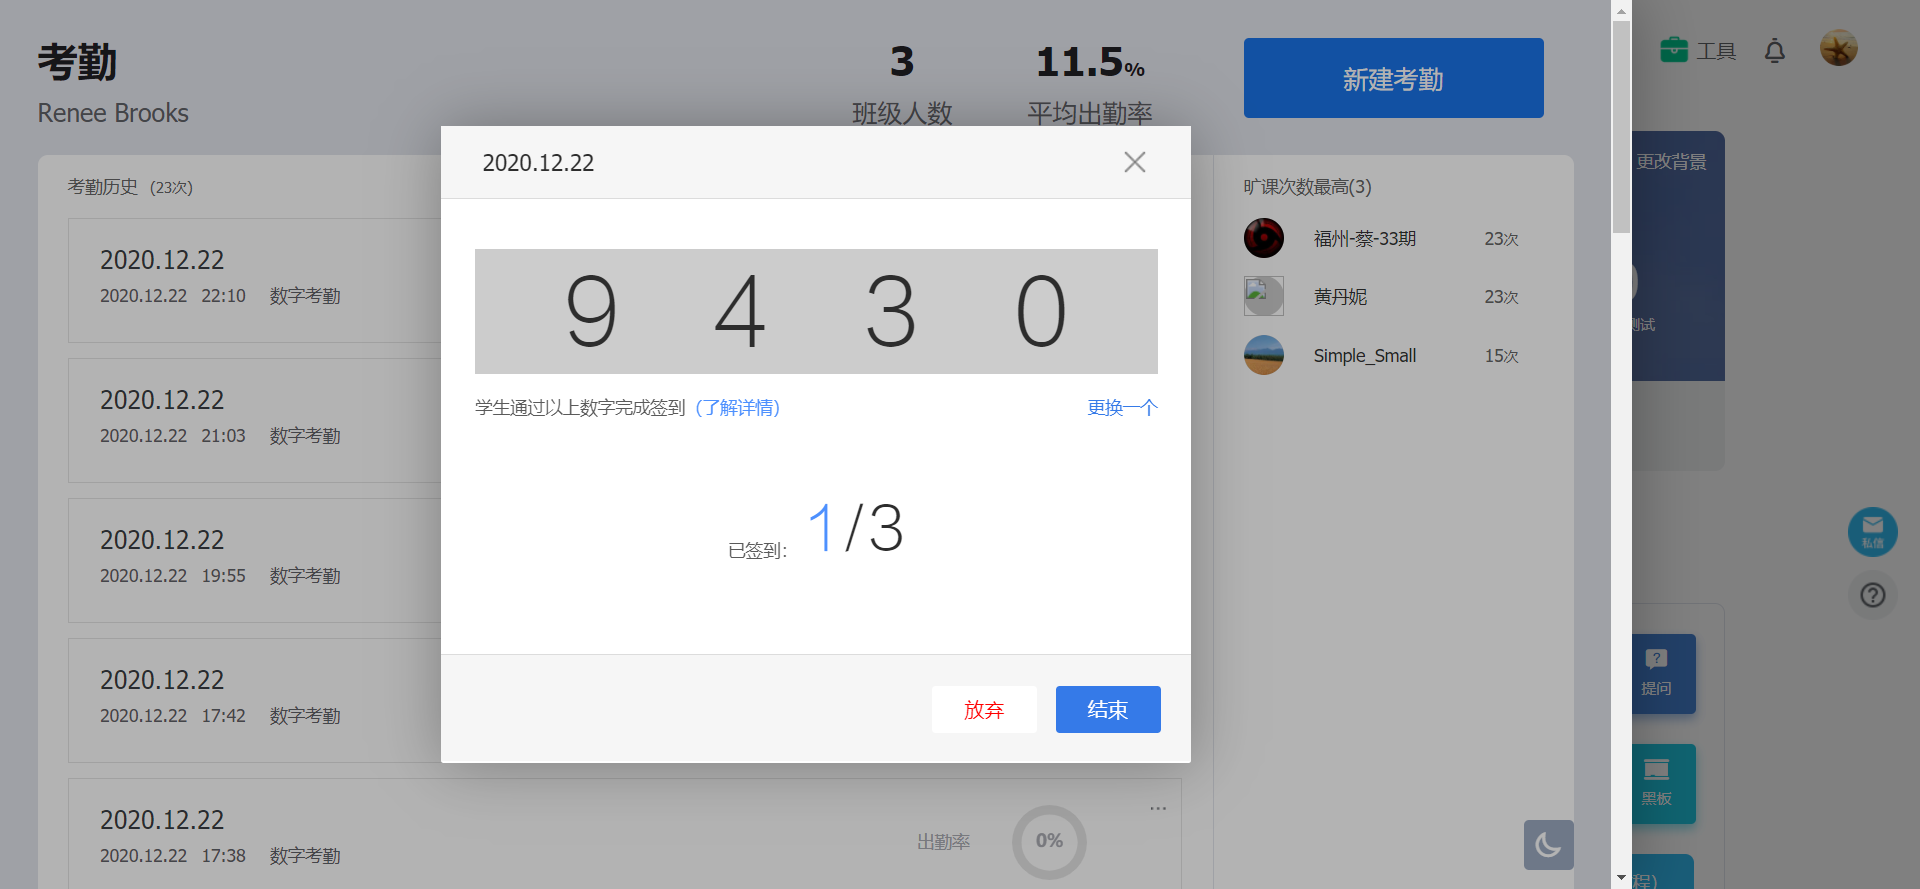 考勤
Renee Brooks
3
班级人数
11.5%
平均出勤率
新建考勤
工具
考勤历史 (23次)
2020.12.22
2020.12.22 22:10 数字考勤
2020.12.22
2020.12.22 21:03 数字考勤
2020.12.22
2020.12.22 19:55 数字考勤
2020.12.22
2020.12.22 17:42 数字考勤
2020.12.22
2020.12.22 17:38 数字考勤
出勤率
0%
2020.12.22
9 4 3 0
学生通过以上数字完成签到 (了解详情)
更换一个
已签到: 1/3
放弃
结束
旷课次数最高(3)
福州-蔡-33期 23次
黄丹妮 23次
Simple_Small 15次
更改背景
测试
私信
提问
黑板
程)